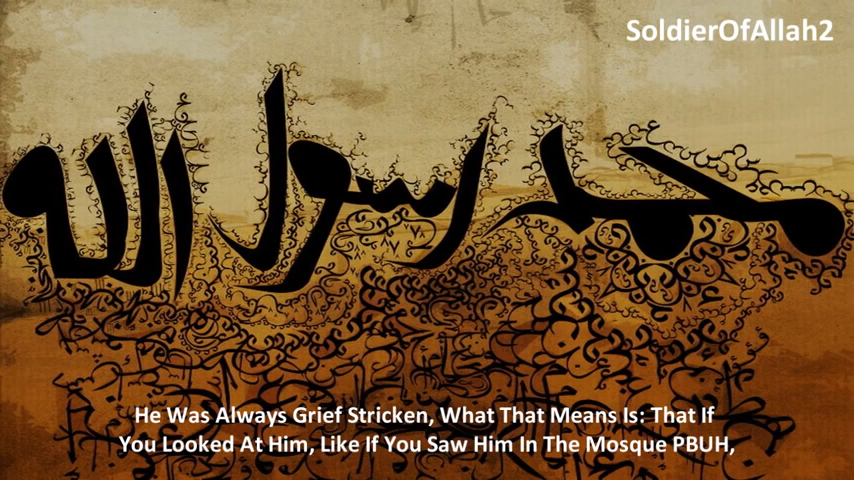 SoldierOfAllah2
محمد رسول الله
He Was Always Grief Stricken, What That Means Is: That If
You Looked At Him, Like If You Saw Him In The Mosque PBUH,